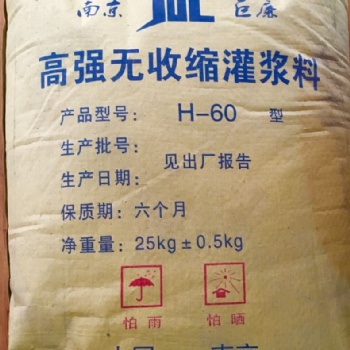 南京 JUL 巨廉
高强无收缩灌浆料
产品型号: H-60 型
生产批号:
见出厂报告
生产日期:
保质期: 六个月
净重量: 25kg±0.5kg
怕雨 怕晒